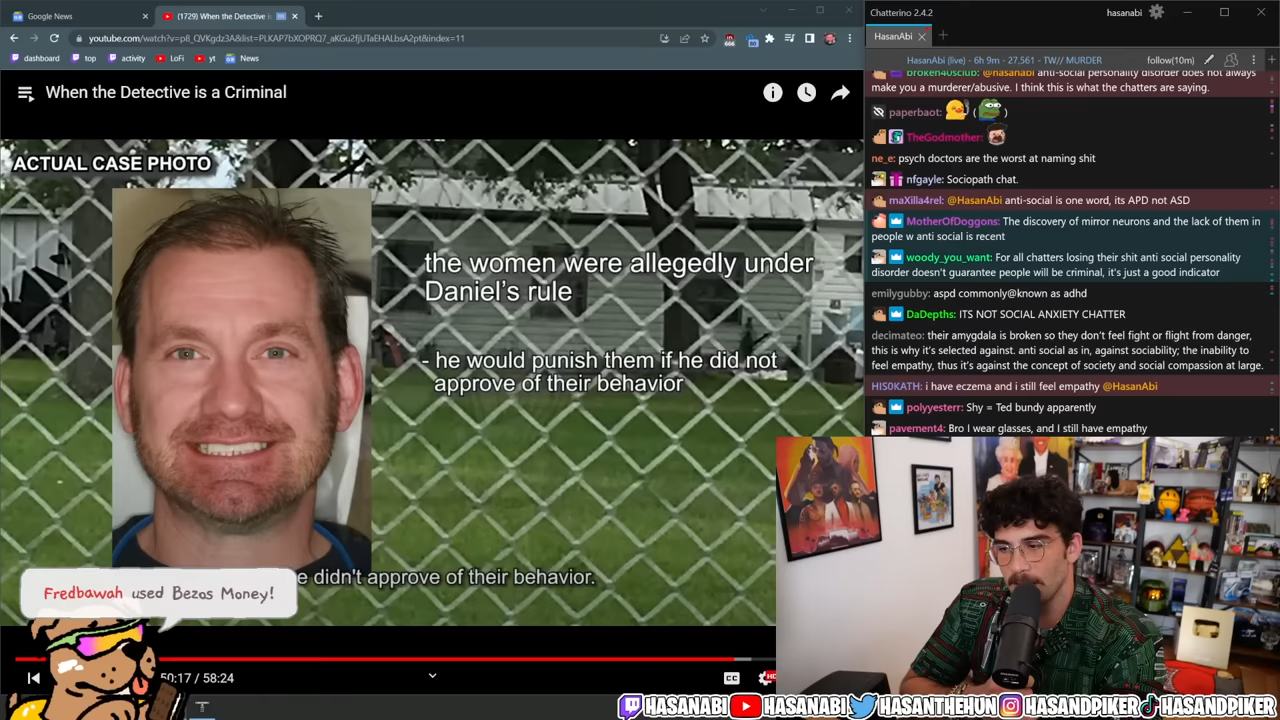 Google News
(1729) When the Detective is
youtube.com/watch?v=p8_QVKgdz3A&list=PLKAP7bXOPRQ7_aKGu2fjUTaEHALbsA2pt&index=11
666
80
dashboard
top
activity
LoFi
yt
News
When the Detective is a Criminal
ACTUAL CASE PHOTO
the women were allegedly under
Daniel's rule
- he would punish them if he did not
approve of their behavior
e didn't approve of their behavior.
Fredbawah used Bezos Money!
50:17 / 58:24
CC
HD
Chatterino 2.4.2
hasanabi
HasanAbi
HasanAbi (live) - 6h 9m - 27,561 - TW// MURDER
follow(10m)
broken40sclub: @hasanabi anti-social personality disorder does not always
make you a murderer/abusive. I think this is what the chatters are saying.
paperbaot: ( )
TheGodmother:
ne_e: psych doctors are the worst at naming shit
nfgayle: Sociopath chat.
maXilla4rel: @HasanAbi anti-social is one word, its APD not ASD
MotherOfDoggons: The discovery of mirror neurons and the lack of them in
people w anti social is recent
woody_you_want: For all chatters losing their shit anti social personality
disorder doesn't guarantee people will be criminal, it's just a good indicator
emilygubby: aspd commonly@known as adhd
DaDepths: ITS NOT SOCIAL ANXIETY CHATTER
decimateo: their amygdala is broken so they don't feel fight or flight from danger,
this is why it's selected against. anti social as in, against sociability; the inability to
feel empathy, thus it's against the concept of society and social compassion at large.
HIS0KATH: i have eczema and i still feel empathy @HasanAbi
polyyesterr: Shy = Ted bundy apparently
pavement4: Bro I wear glasses, and I still have empathy
HASANABI
HASANABI
HASANTHEHUN
HASANDPIKER
HASANDPIKER